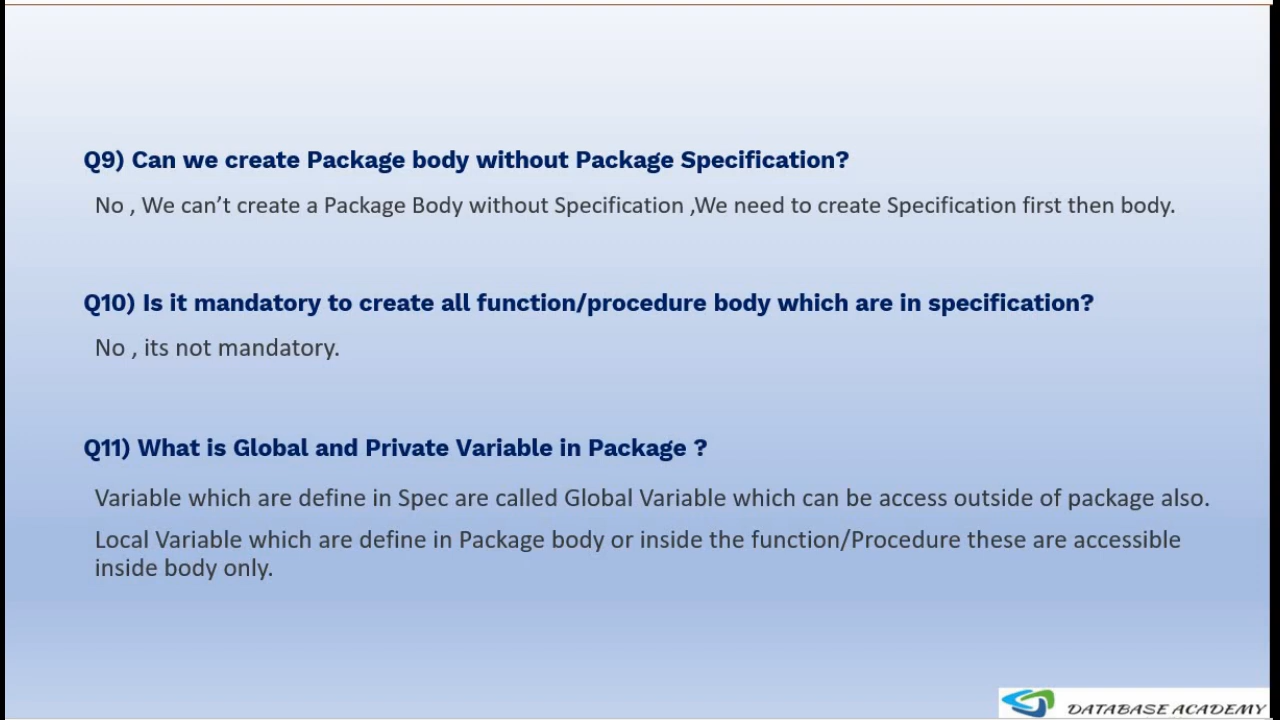 Q9) Can we create Package body without Package Specification?
No , We can’t create a Package Body without Specification ,We need to create Specification first then body.
Q10) Is it mandatory to create all function/procedure body which are in specification?
No , its not mandatory.
Q11) What is Global and Private Variable in Package ?
Variable which are define in Spec are called Global Variable which can be access outside of package also.
Local Variable which are define in Package body or inside the function/Procedure these are accessible
inside body only.
DATABASE ACADEMY